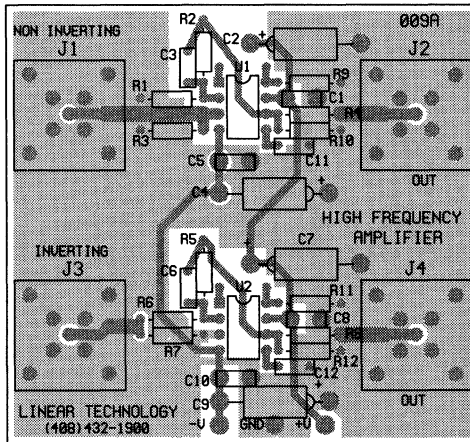 R2
009A
NON INVERTING
C2 +
J1
J2
C3
U1
R1
R9
C1
R4
R3
R10
C5
C11
C4
+
OUT
HIGH FREQUENCY
AMPLIFIER
INVERTING
R5
+
C7
J3
J4
C6
U2
R11
R6
C8
R8
R7
R12
C10
C12
C9
+
OUT
LINEAR TECHNOLOGY
(408)432-1900
-V
GND
+V